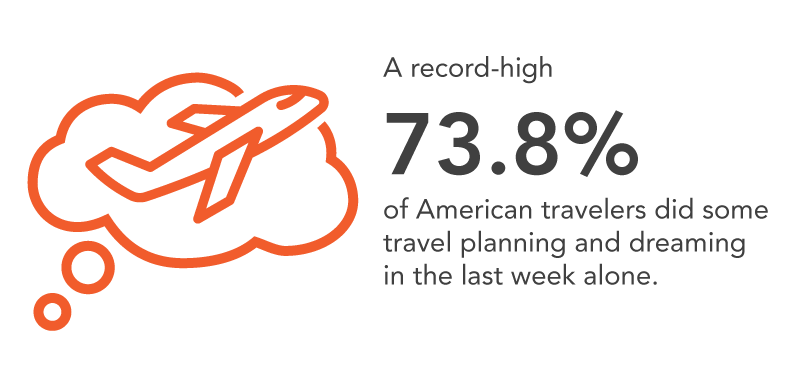 A record-high
73.8%
of American travelers did some
travel planning and dreaming
in the last week alone.